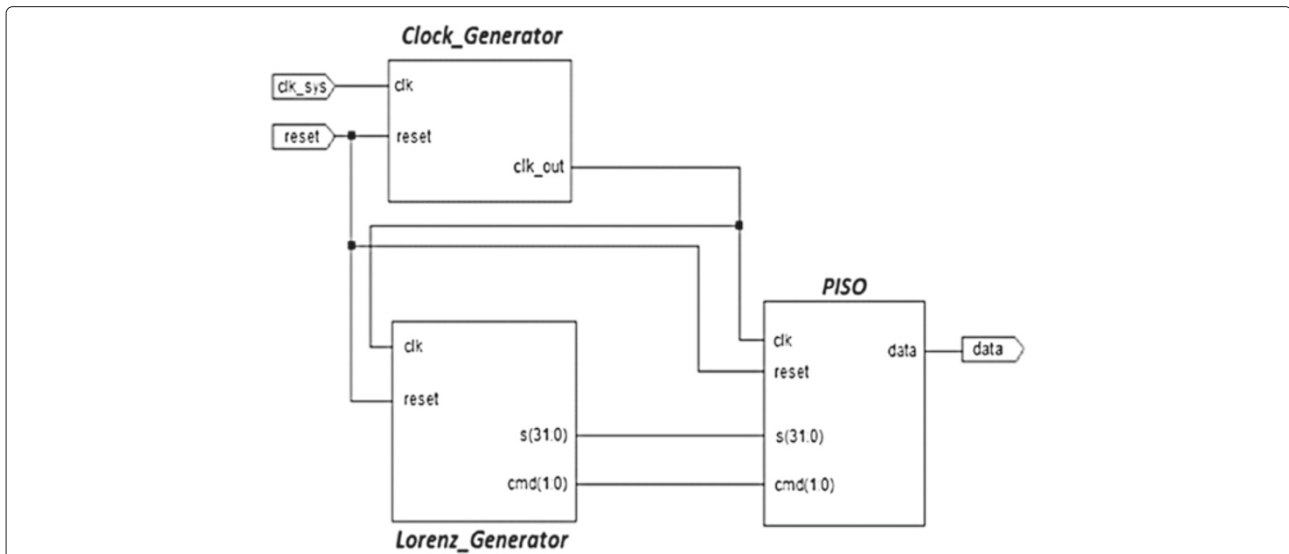 Clock_Generator
clk_sys
clk
reset
reset
clk_out
PISO
clk
clk
data
data
reset
reset
s(31:0)
s(31:0)
cmd(1:0)
cmd(1:0)
Lorenz_Generator